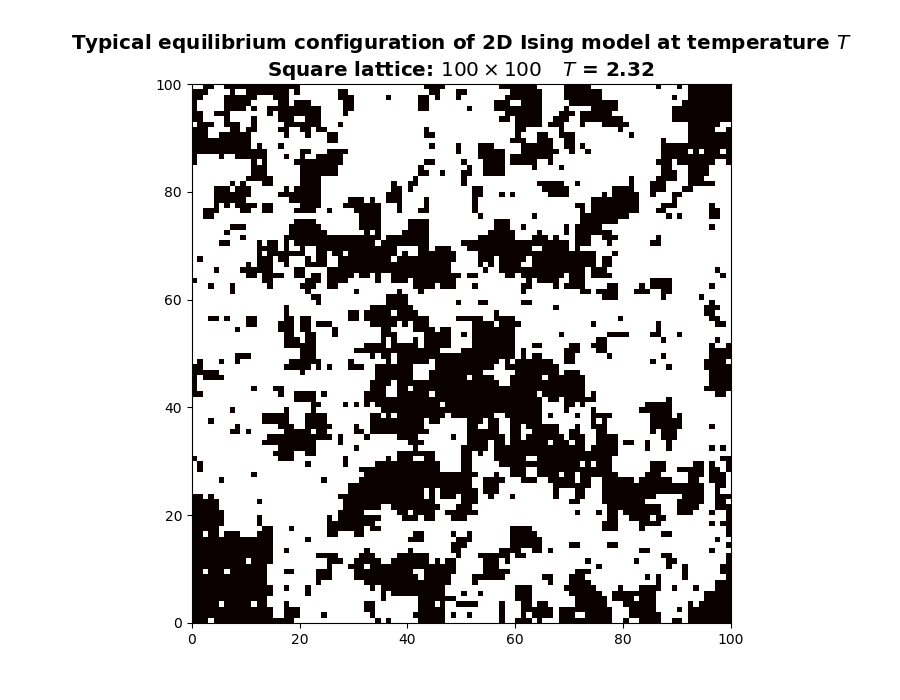 Typical equilibrium configuration of 2D Ising model at temperature T
Square lattice: 100 × 100 T = 2.32
100
80
60
40
20
0
0 20 40 60 80 100